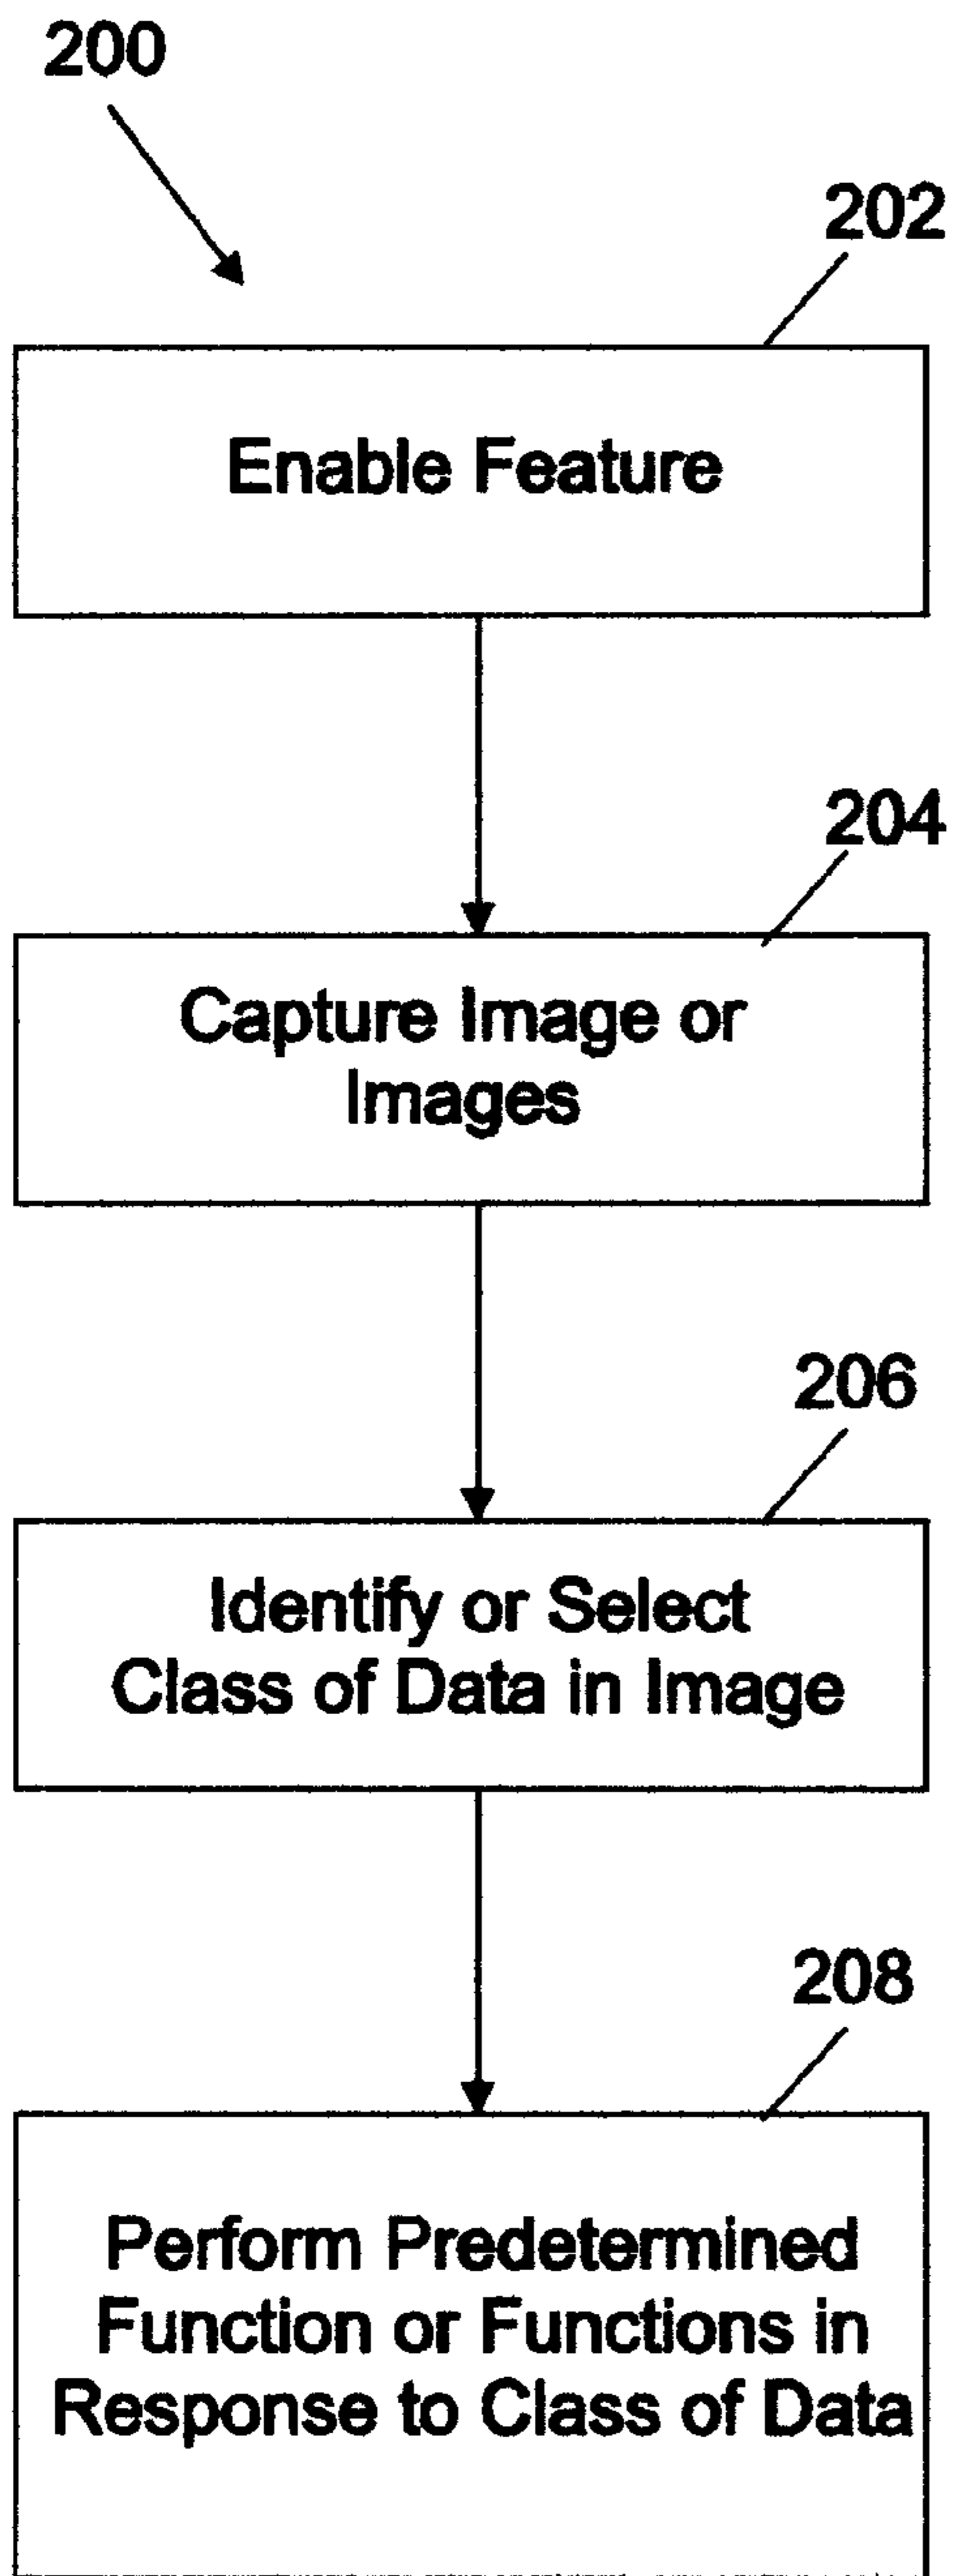 200
202
Enable Feature
204
Capture Image or
Images
206
Identify or Select
Class of Data in Image
208
Perform Predetermined
Function or Functions in
Response to Class of Data